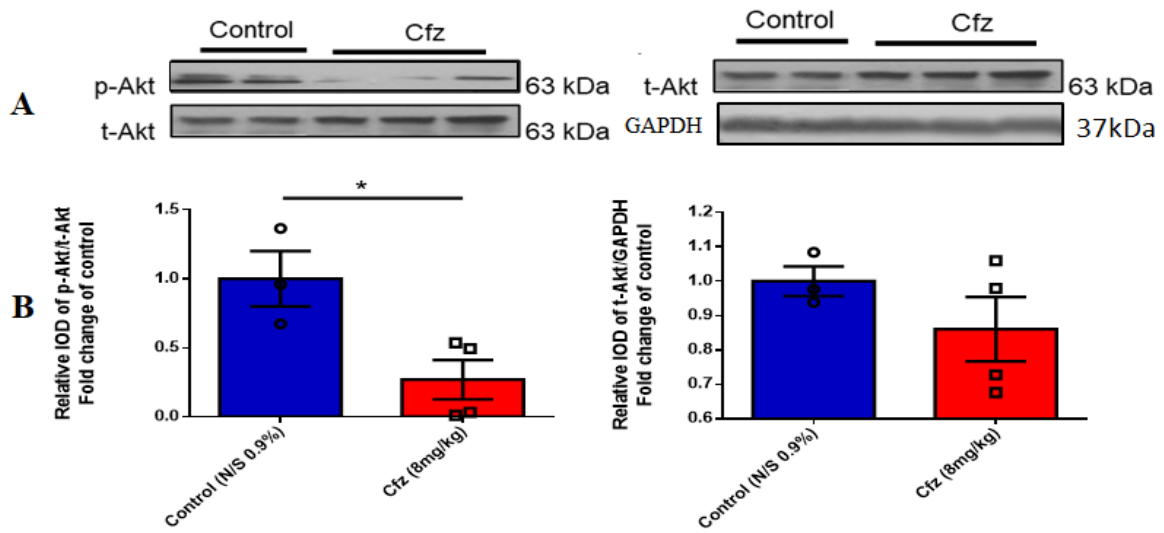 Control Cfz
Control Cfz
A
p-Akt 63 kDa
t-Akt 63 kDa
t-Akt 63 kDa
GAPDH 37kDa
B
Relative IOD of p-Akt/t-Akt
Fold change of control
1.5
1.0
0.5
0.0
*
Control (N/S 0.9%)
Cfz (8mg/kg)
Relative IOD of t-Akt/GAPDH
Fold change of control
1.2
1.1
1.0
0.9
0.8
0.7
0.6
Control (N/S 0.9%)
Cfz (8mg/kg)